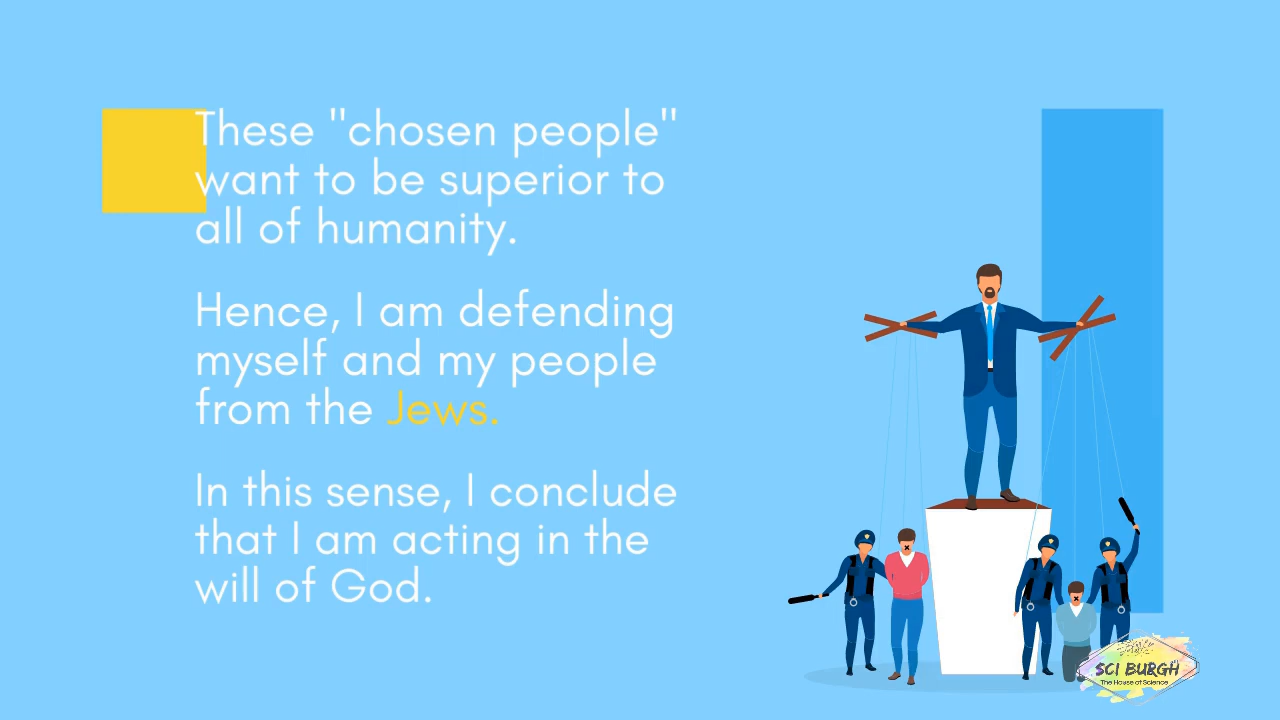 These "chosen people"
want to be superior to
all of humanity.
Hence, I am defending
myself and my people
from the Jews.
In this sense, I conclude
that I am acting in the
will of God.
SCI BURGH
The House of Science